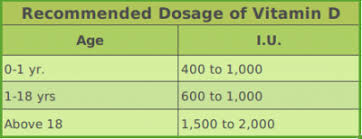 Recommended Dosage of Vitamin D
Age I.U.
0-1 yr. 400 to 1,000
1-18 yrs 600 to 1,000
Above 18 1,500 to 2,000